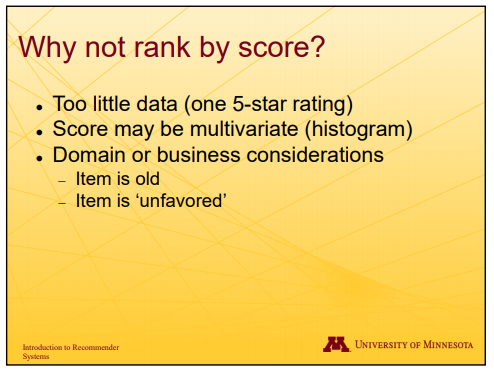 Why not rank by score?
• Too little data (one 5-star rating)
• Score may be multivariate (histogram)
• Domain or business considerations
– Item is old
– Item is ‘unfavored’
Introduction to Recommender
Systems
M UNIVERSITY OF MINNESOTA